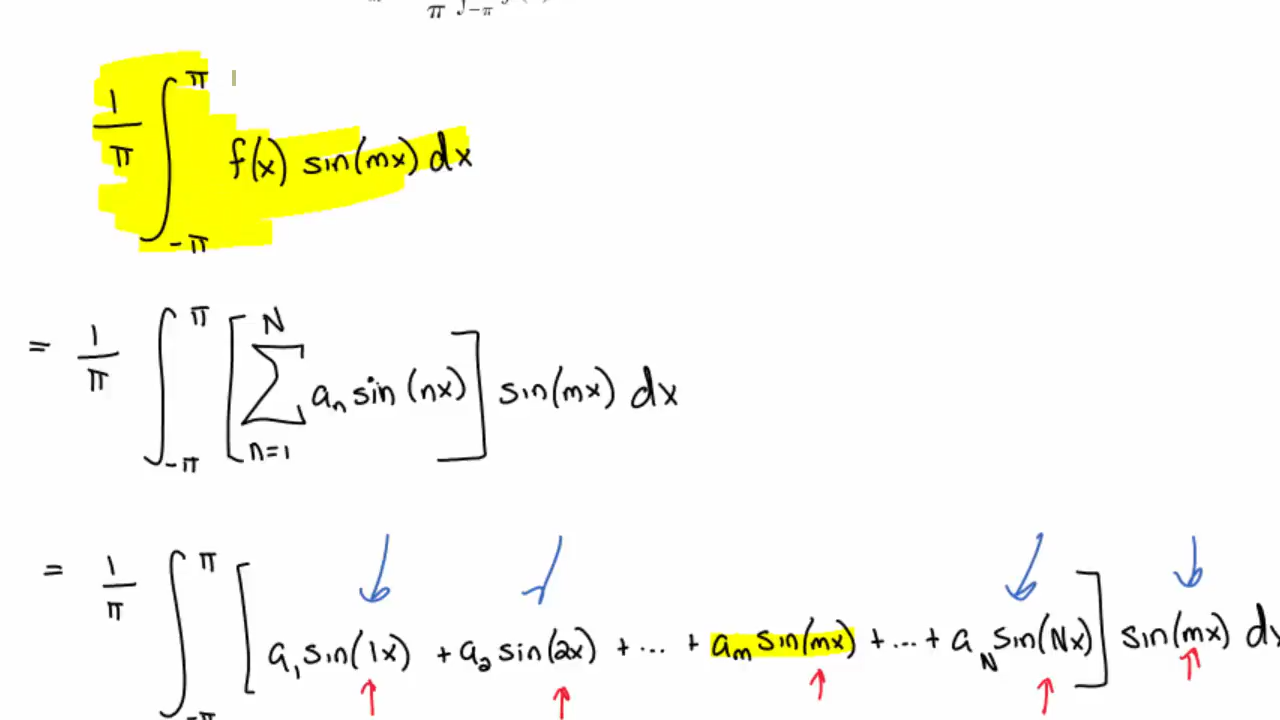 1/π ∫_{-π}^{π} f(x) sin(mx) dx
= 1/π ∫_{-π}^{π} [ ∑_{n=1}^{N} a_n sin(nx) ] sin(mx) dx
= 1/π ∫_{-π}^{π} [ a_1 sin(1x) + a_2 sin(2x) + ... + a_m sin(mx) + ... + a_N sin(Nx) ] sin(mx) dx